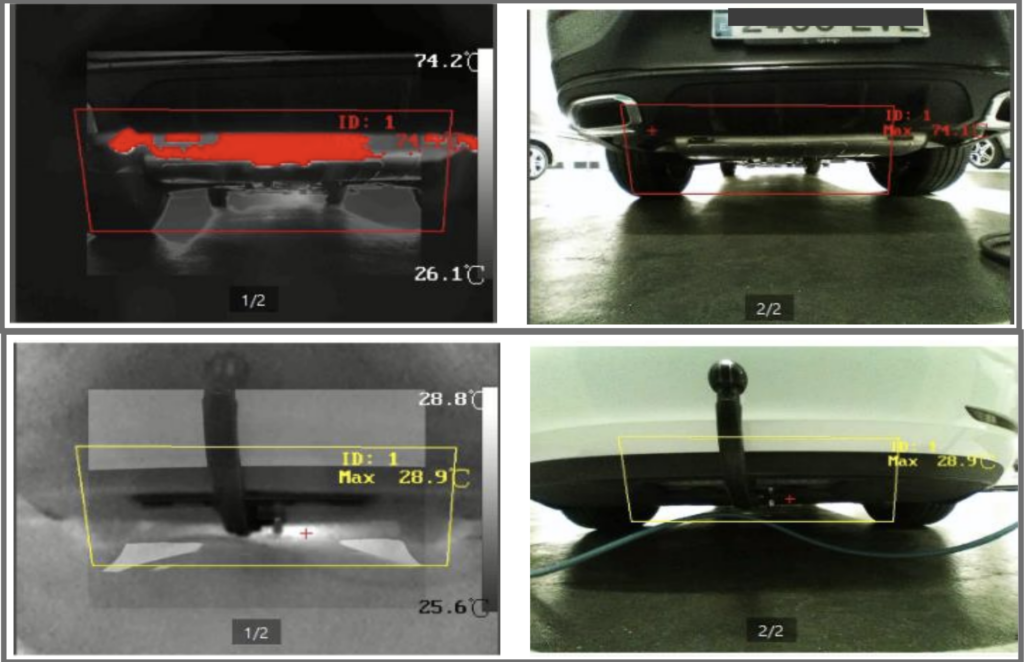 74.2℃
ID: 1
26.1℃
1/2
ID: 1
Max 74.1℃
2/2
28.8℃
ID: 1
Max 28.9℃
25.6℃
1/2
ID: 1
Max 28.9℃
2/2